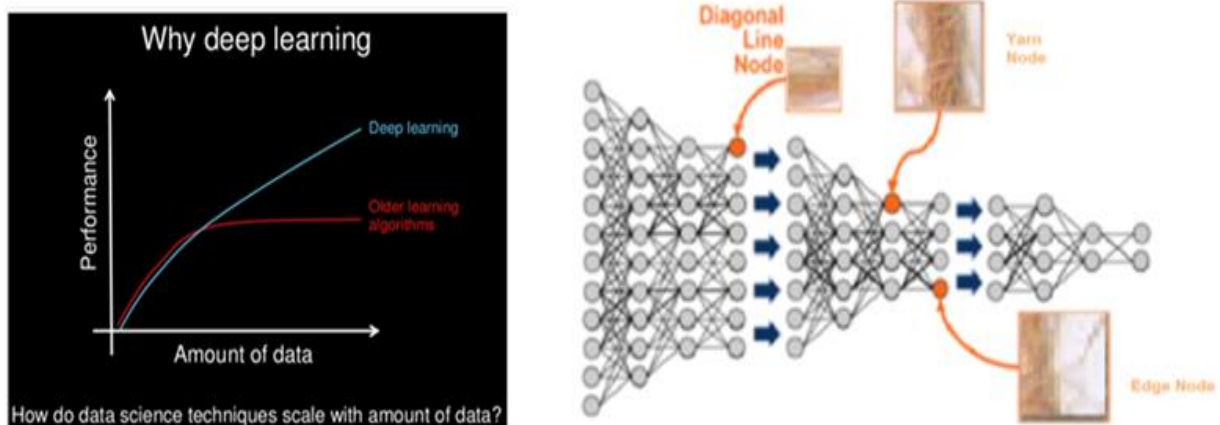 Why deep learning
Performance
Deep learning
Older learning
algorithms
Amount of data
How do data science techniques scale with amount of data?
Diagonal
Line
Node
Yarn
Node
Edge Node